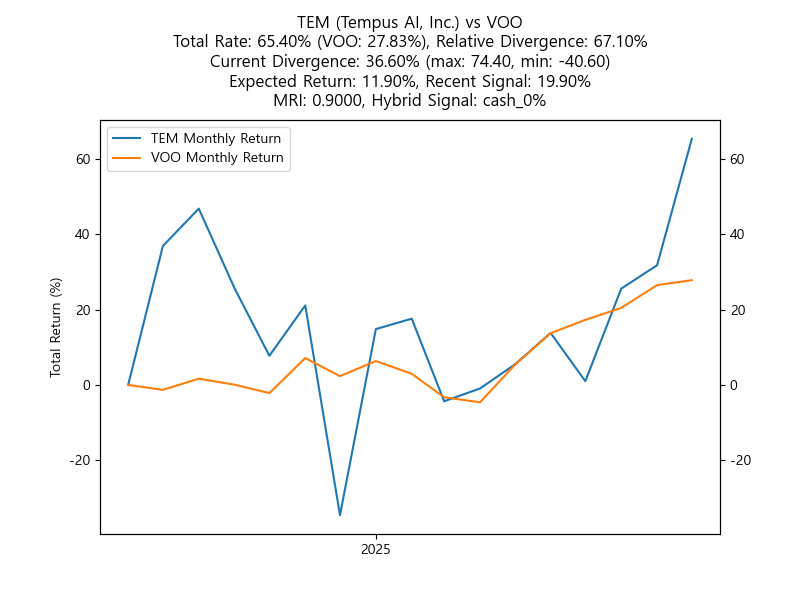 TEM (Tempus AI, Inc.) vs VOO
Total Rate: 65.40% (VOO: 27.83%), Relative Divergence: 67.10%
Current Divergence: 36.60% (max: 74.40, min: -40.60)
Expected Return: 11.90%, Recent Signal: 19.90%
MRI: 0.9000, Hybrid Signal: cash_0%
TEM Monthly Return
VOO Monthly Return
60
40
20
0
-20
60
40
20
0
-20
Total Return (%)
2025